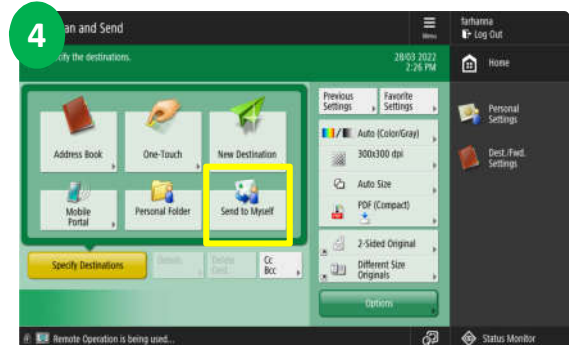 4
an and Send
Menu
farhanna
Log Out
ify the destinations.
28/03 2022
2:26 PM
Home
Previous
Settings
Favorite
Settings
Personal
Settings
Address Book
One-Touch
New Destination
Auto (Color/Gray)
300x300 dpi
Dest./Fwd.
Settings
Auto Size
Mobile
Portal
Personal Folder
Send to Myself
PDF (Compact)
2-Sided Original
Specify Destinations
Details
Delete
Dest.
Cc
Bcc
Different Size
Originals
Options
Remote Operation is being used...
Status Monitor